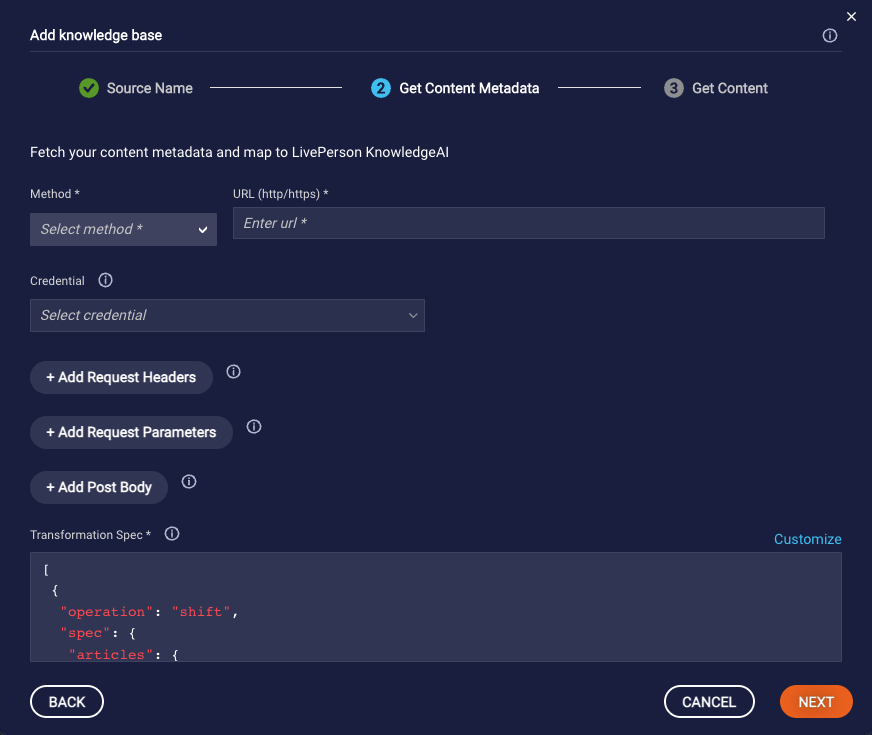 Add knowledge base
Source Name
2 Get Content Metadata
3 Get Content
Fetch your content metadata and map to LivePerson KnowledgeAI
Method *
URL (http/https) *
Select method *
Enter url *
Credential
Select credential
+ Add Request Headers
+ Add Request Parameters
+ Add Post Body
Transformation Spec *
Customize
[
{
"operation": "shift",
"spec": {
"articles": {
BACK
CANCEL
NEXT